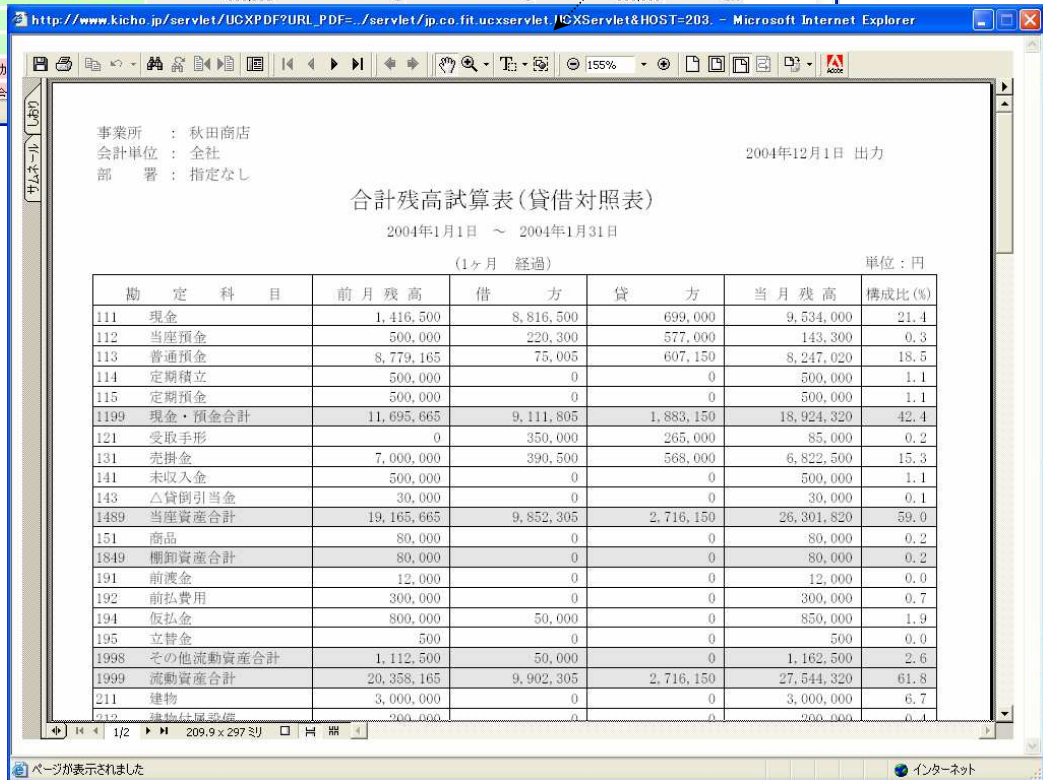 http://www.kicho.jp/servlet/UCXPDF?URL_PDF=../servlet/jp.co.fit.ucxservlet.UCXServlet&HOST=203. - Microsoft Internet Explorer
155%
Adobe
しおり
サムネール
事業所 : 秋田商店
会計単位 : 全社
2004年12月1日 出力
部 署 : 指定なし
合計残高試算表(貸借対照表)
2004年1月1日 ～ 2004年1月31日
(1ヶ月 経過) 単位：円
勘 定 科 目 前月残高 借 方 貸 方 当月残高 構成比(%)
111 現金 1,416,500 8,816,500 699,000 9,534,000 21.4
112 当座預金 500,000 220,300 577,000 143,300 0.3
113 普通預金 8,779,165 75,005 607,150 8,247,020 18.5
114 定期積立 500,000 0 0 500,000 1.1
115 定期預金 500,000 0 0 500,000 1.1
1199 現金・預金合計 11,695,665 9,111,805 1,883,150 18,924,320 42.4
121 受取手形 0 350,000 265,000 85,000 0.2
131 売掛金 7,000,000 390,500 568,000 6,822,500 15.3
141 未収入金 500,000 0 0 500,000 1.1
143 △貸倒引当金 30,000 0 0 30,000 0.1
1489 当座資産合計 19,165,665 9,852,305 2,716,150 26,301,820 59.0
151 商品 80,000 0 0 80,000 0.2
1849 棚卸資産合計 80,000 0 0 80,000 0.2
191 前渡金 12,000 0 0 12,000 0.0
192 前払費用 300,000 0 0 300,000 0.7
194 仮払金 800,000 50,000 0 850,000 1.9
195 立替金 500 0 0 500 0.0
1998 その他流動資産合計 1,112,500 50,000 0 1,162,500 2.6
1999 流動資産合計 20,358,165 9,902,305 2,716,150 27,544,320 61.8
211 建物 3,000,000 0 0 3,000,000 6.7
212 建物付属設備 200,000 0 0 200,000 0.4
1/2 209.9 x 297 ミリ
ページが表示されました インターネット